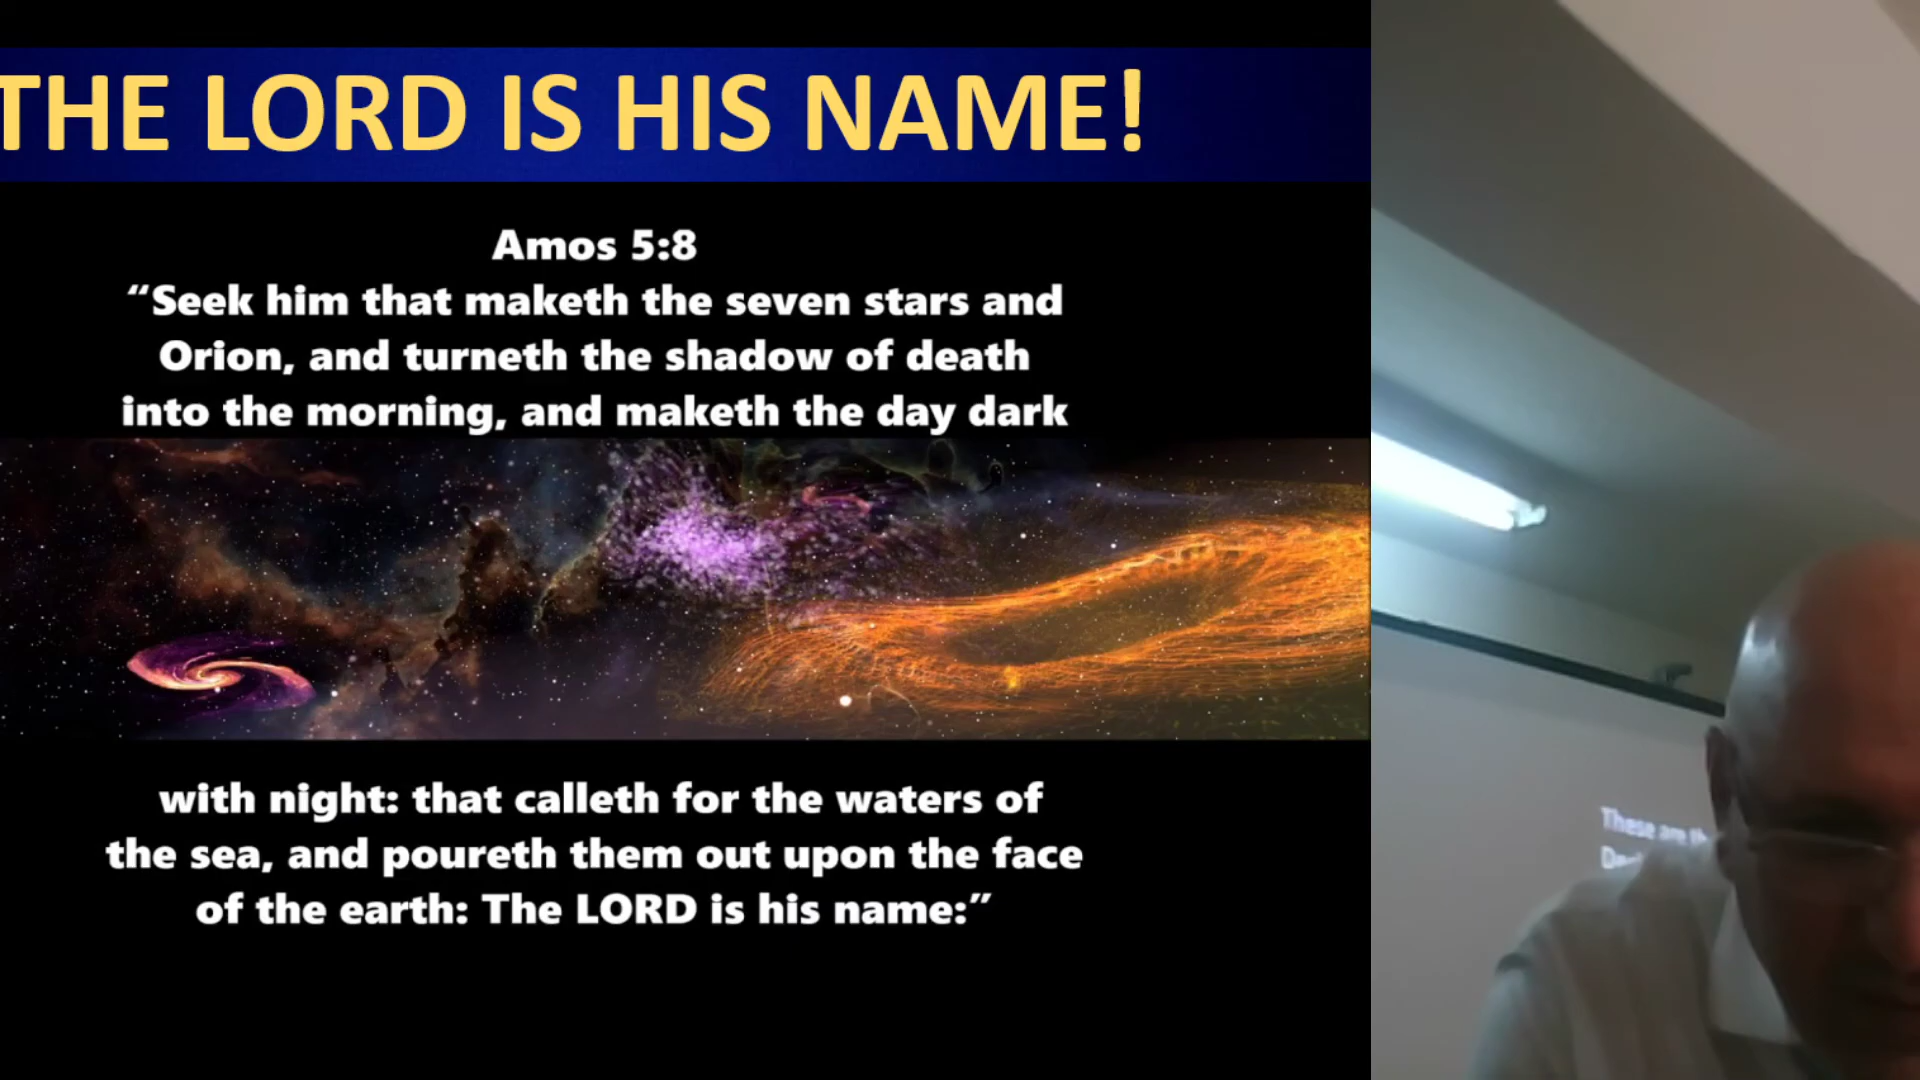 THE LORD IS HIS NAME!
Amos 5:8
“Seek him that maketh the seven stars and
Orion, and turneth the shadow of death
into the morning, and maketh the day dark
with night: that calleth for the waters of
the sea, and poureth them out upon the face
of the earth: The LORD is his name:”
These are